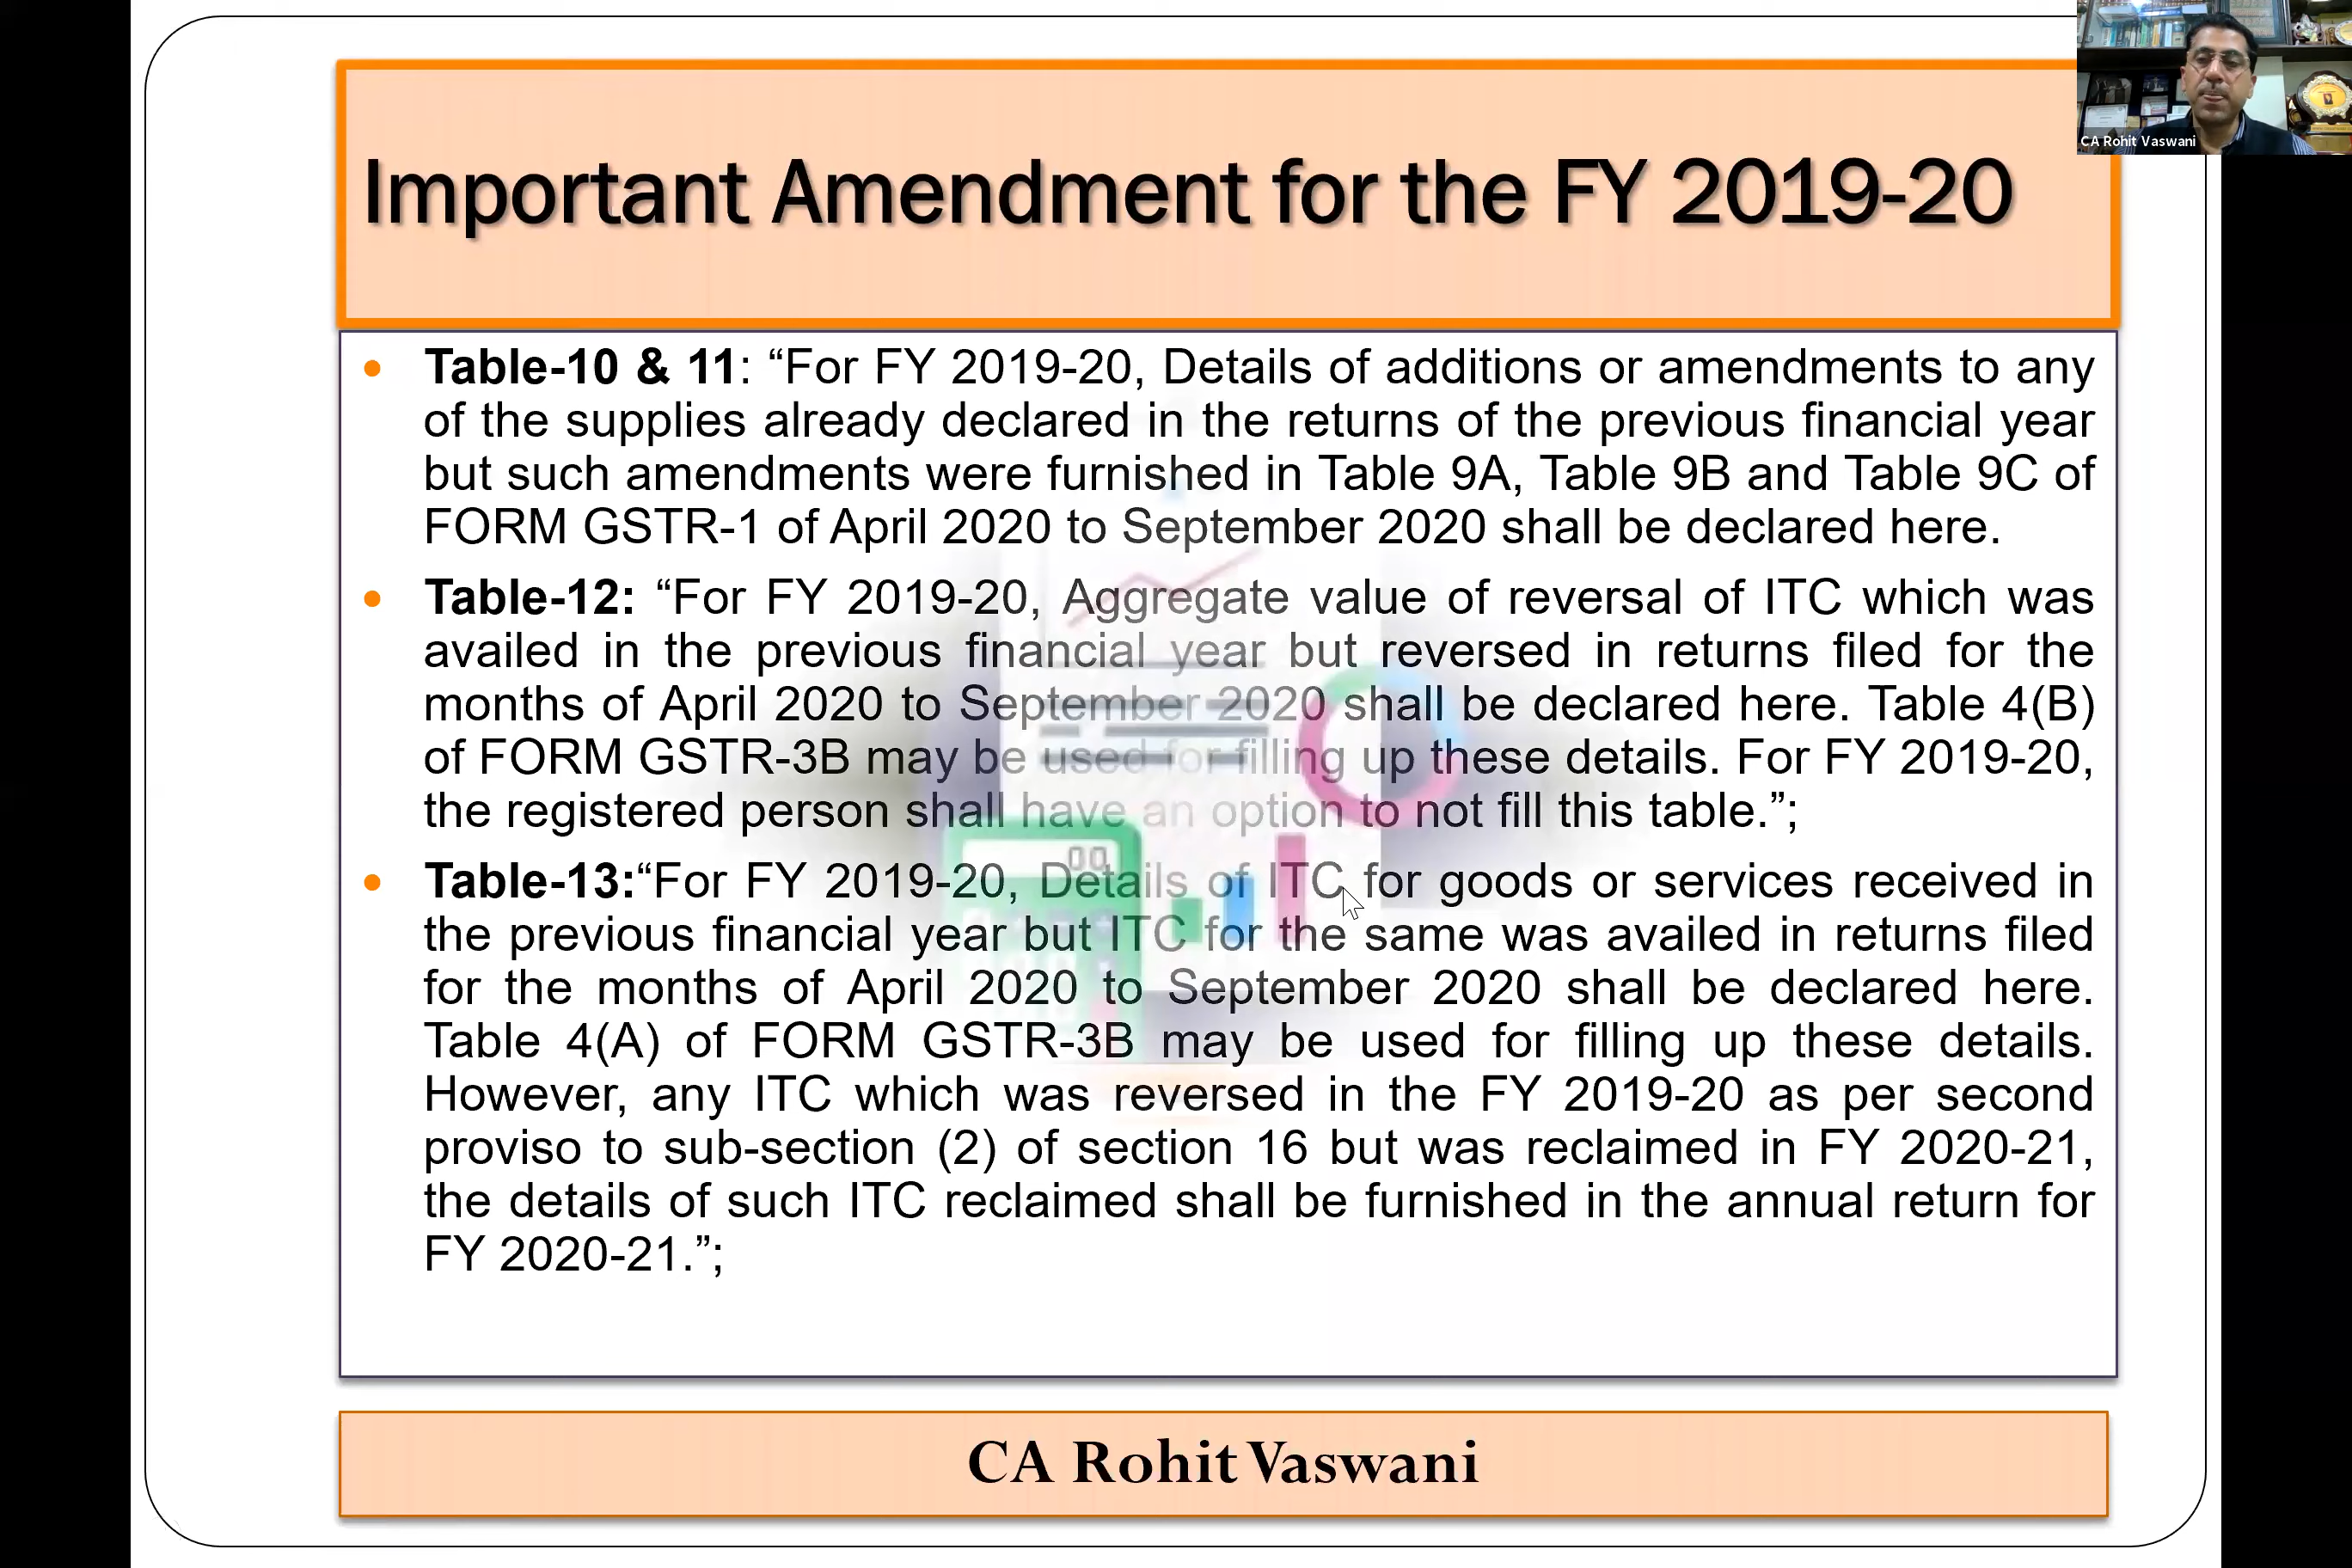 CA Rohit Vaswani
Important Amendment for the FY 2019-20
• Table-10 & 11: “For FY 2019-20, Details of additions or amendments to any
of the supplies already declared in the returns of the previous financial year
but such amendments were furnished in Table 9A, Table 9B and Table 9C of
FORM GSTR-1 of April 2020 to September 2020 shall be declared here.
• Table-12: “For FY 2019-20, Aggregate value of reversal of ITC which was
availed in the previous financial year but reversed in returns filed for the
months of April 2020 to September 2020 shall be declared here. Table 4(B)
of FORM GSTR-3B may be used for filling up these details. For FY 2019-20,
the registered person shall have an option to not fill this table.”;
• Table-13:“For FY 2019-20, Details of ITC for goods or services received in
the previous financial year but ITC for the same was availed in returns filed
for the months of April 2020 to September 2020 shall be declared here.
Table 4(A) of FORM GSTR-3B may be used for filling up these details.
However, any ITC which was reversed in the FY 2019-20 as per second
proviso to sub-section (2) of section 16 but was reclaimed in FY 2020-21,
the details of such ITC reclaimed shall be furnished in the annual return for
FY 2020-21.”;
CA Rohit Vaswani